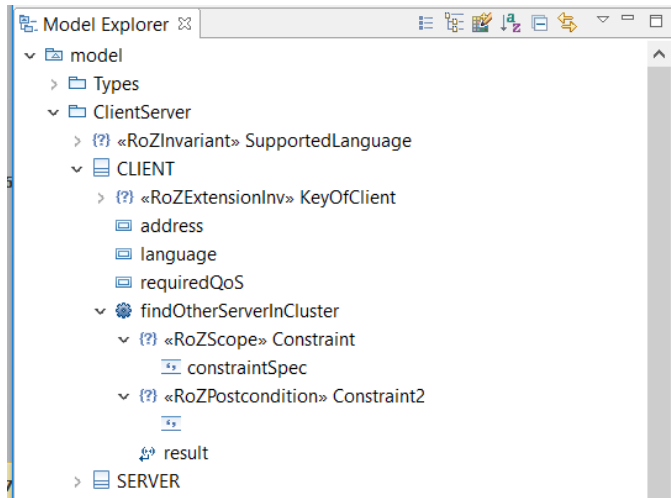 Model Explorer
model
Types
ClientServer
{?} «RoZInvariant» SupportedLanguage
CLIENT
{?} «RoZExtensionInv» KeyOfClient
address
language
requiredQoS
findOtherServerInCluster
{?} «RoZScope» Constraint
constraintSpec
{?} «RoZPostcondition» Constraint2
result
SERVER